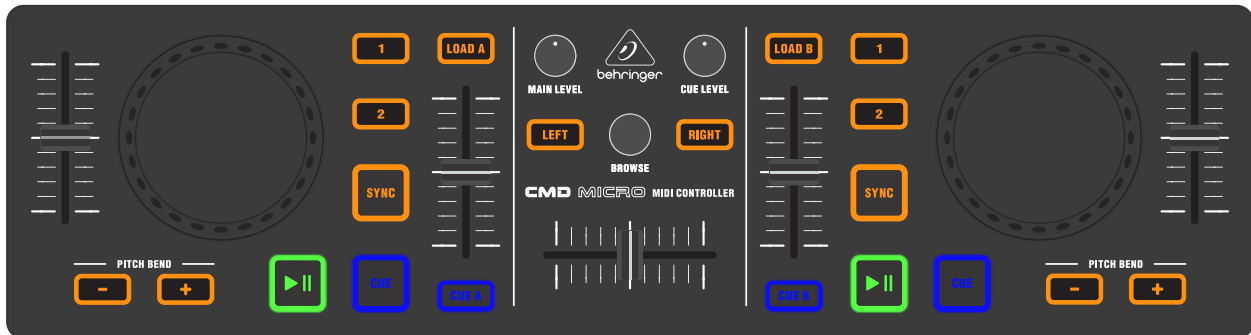 1 LOAD A
behringer
MAIN LEVEL CUE LEVEL
LOAD B 1
2
LEFT RIGHT
BROWSE
2
SYNC
CMD MICRO MIDI CONTROLLER
SYNC
PITCH BEND
- +
CUE
CUE A
CUE B
CUE
PITCH BEND
- +